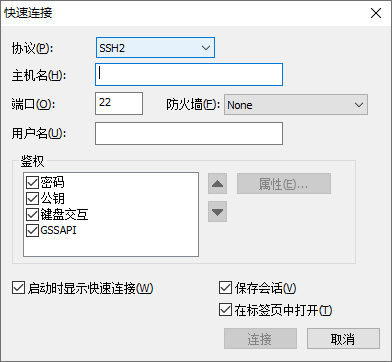 快速连接
协议(P): SSH2
主机名(H):
端口(O): 22 防火墙(F): None
用户名(U):
鉴权
密码
公钥
键盘交互
GSSAPI
属性(E)...
启动时显示快速连接(W) 保存会话(V)
在标签页中打开(T)
连接 取消